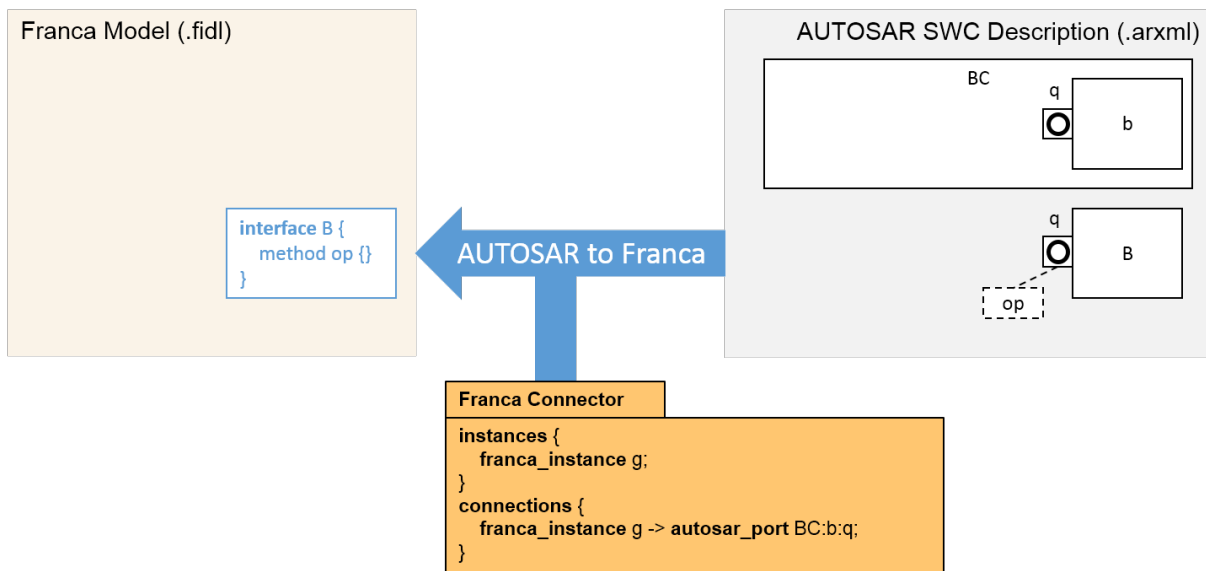 Franca Model (.fidl)
AUTOSAR SWC Description (.arxml)
BC
q
b
interface B {
method op {}
}
AUTOSAR to Franca
q
B
op
Franca Connector
instances {
franca_instance g;
}
connections {
franca_instance g -> autosar_port BC:b:q;
}